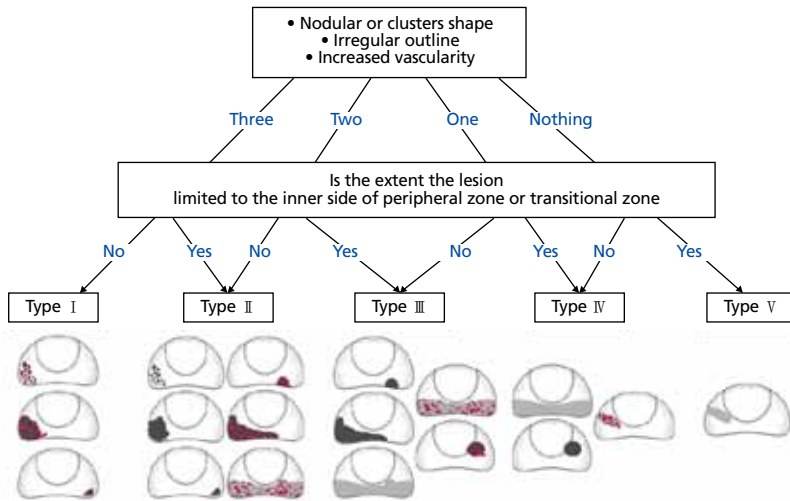 • Nodular or clusters shape
• Irregular outline
• Increased vascularity
Three Two One Nothing
Is the extent the lesion
limited to the inner side of peripheral zone or transitional zone
No Yes No Yes No Yes No Yes
Type Ⅰ Type Ⅱ Type Ⅲ Type Ⅳ Type Ⅴ